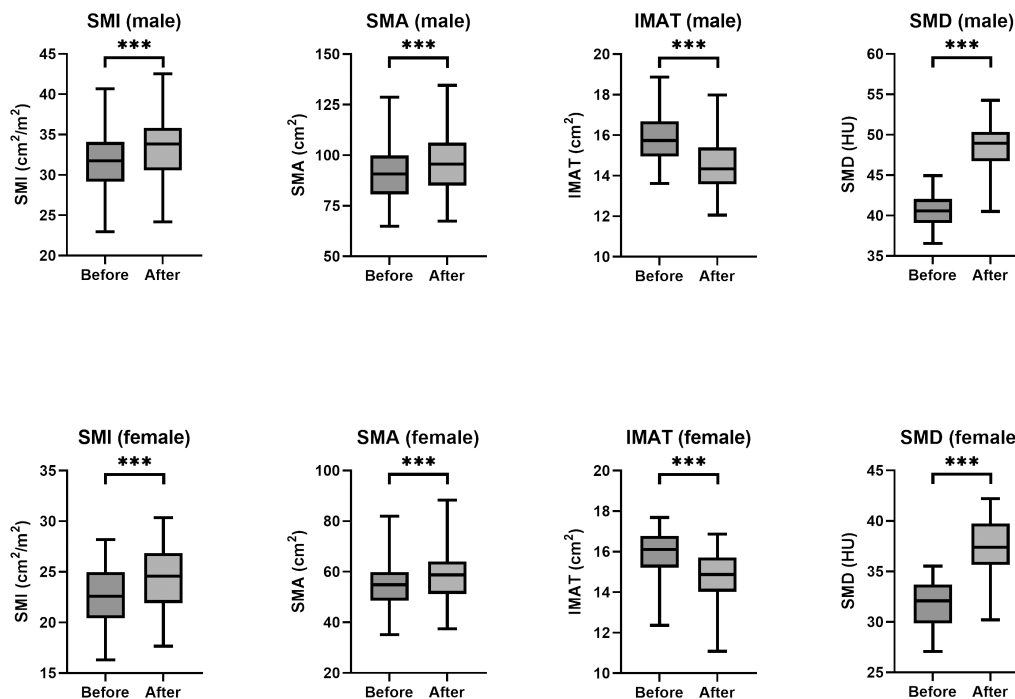 SMI (male)
***
SMI (cm²/m²)
45
40
35
30
25
20
Before After
SMA (male)
***
SMA (cm²)
150
125
100
75
50
Before After
IMAT (male)
***
IMAT (cm²)
20
18
16
14
12
10
Before After
SMD (male)
***
SMD (HU)
60
55
50
45
40
35
Before After
SMI (female)
***
SMI (cm²/m²)
35
30
25
20
15
Before After
SMA (female)
***
SMA (cm²)
100
80
60
40
20
Before After
IMAT (female)
***
IMAT (cm²)
20
18
16
14
12
10
Before After
SMD (female
***
SMD (HU)
45
40
35
30
25
Before After